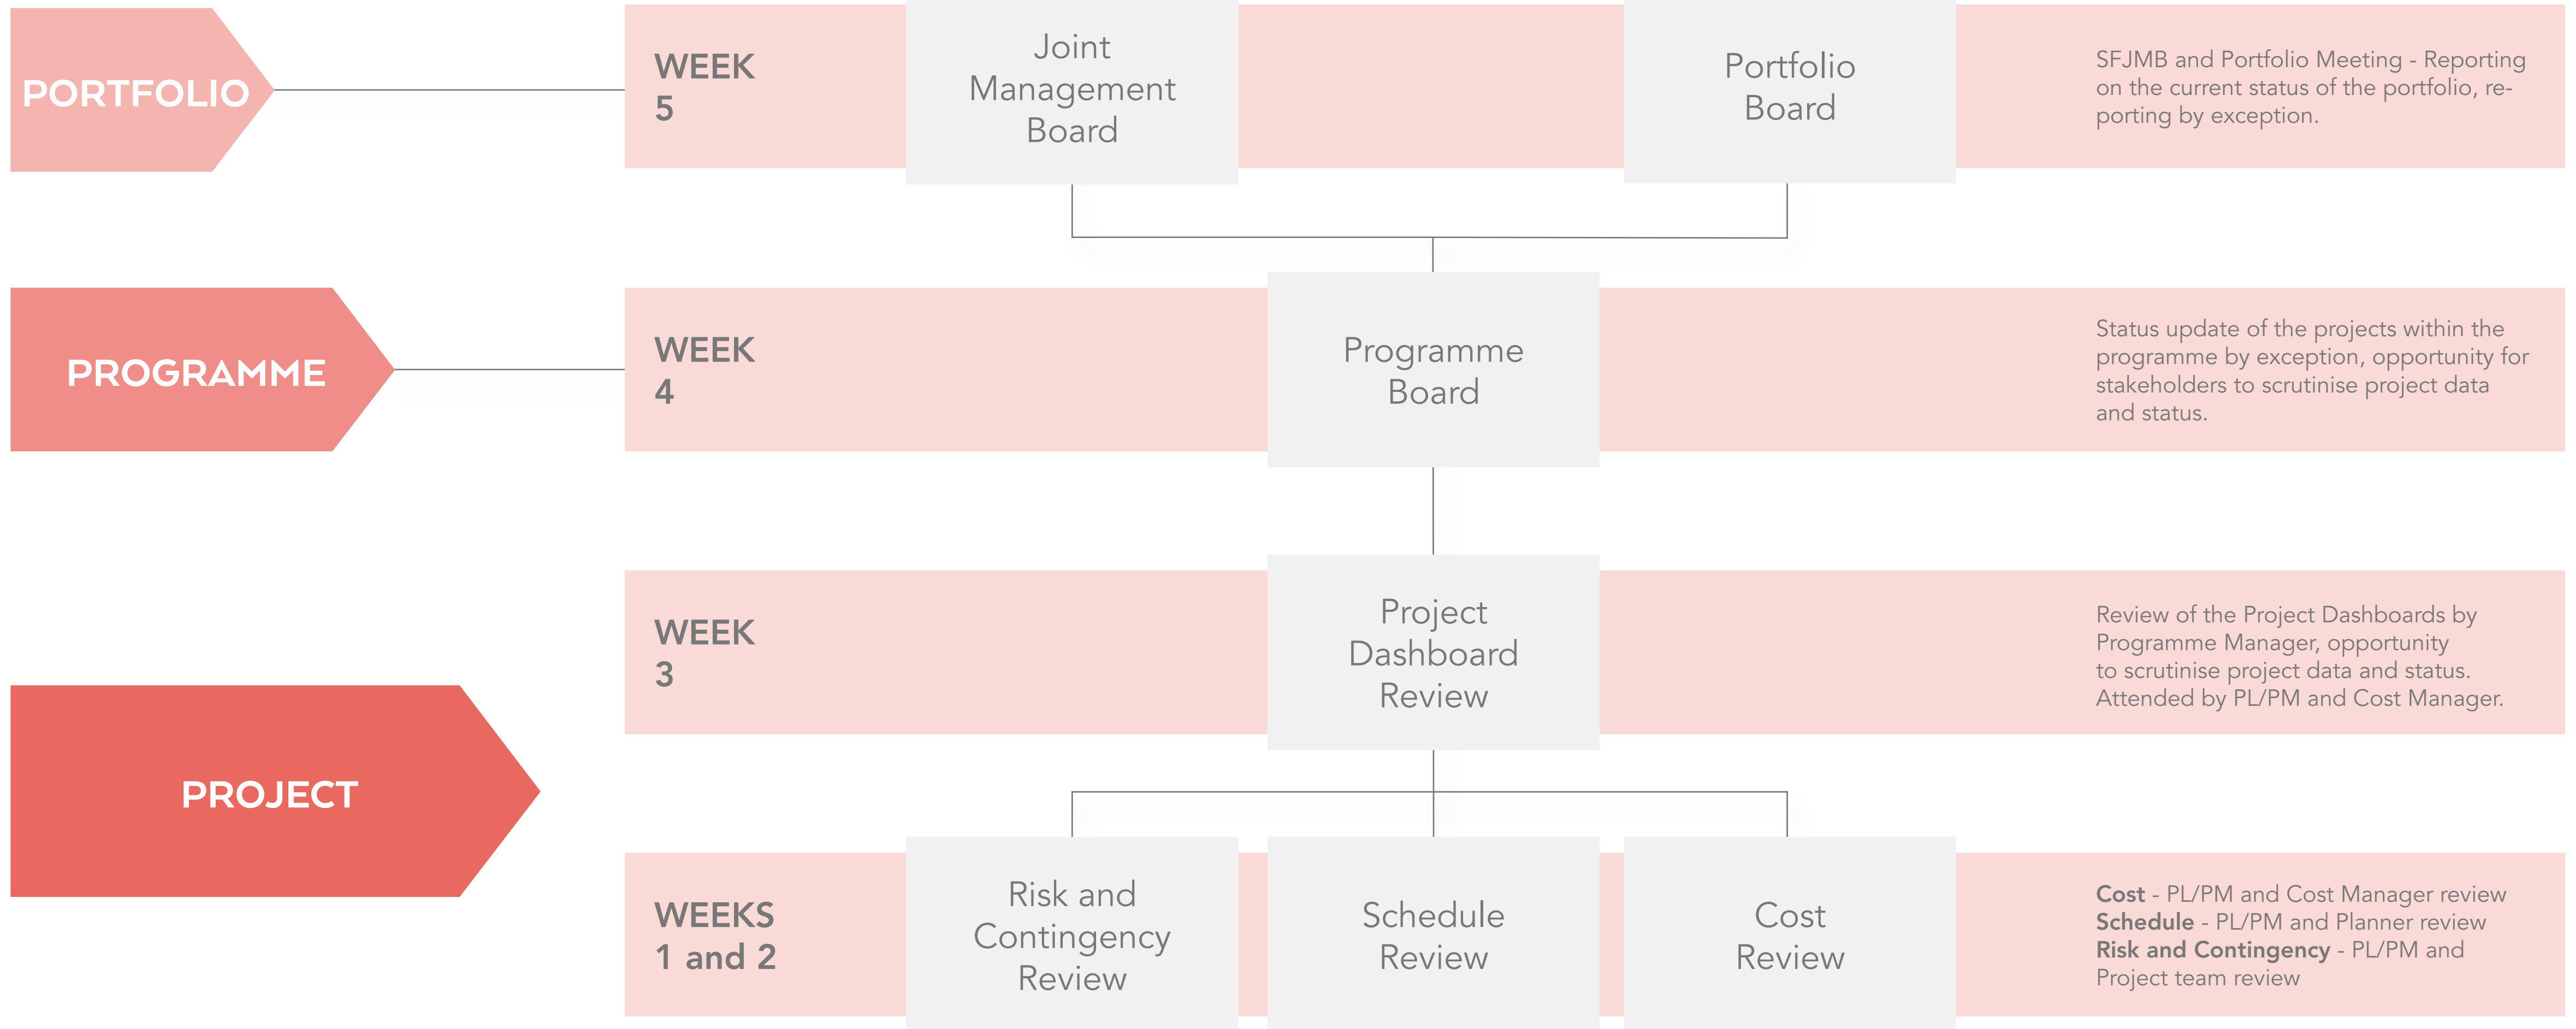 PORTFOLIO
WEEK
5
Joint
Management
Board
Portfolio
Board
SFJMB and Portfolio Meeting - Reporting
on the current status of the portfolio, re-
porting by exception.
PROGRAMME
WEEK
4
Programme
Board
Status update of the projects within the
programme by exception, opportunity for
stakeholders to scrutinise project data
and status.
PROJECT
WEEK
3
Project
Dashboard
Review
Review of the Project Dashboards by
Programme Manager, opportunity
to scrutinise project data and status.
Attended by PL/PM and Cost Manager.
WEEKS
1 and 2
Risk and
Contingency
Review
Schedule
Review
Cost
Review
Cost - PL/PM and Cost Manager review
Schedule - PL/PM and Planner review
Risk and Contingency - PL/PM and
Project team review